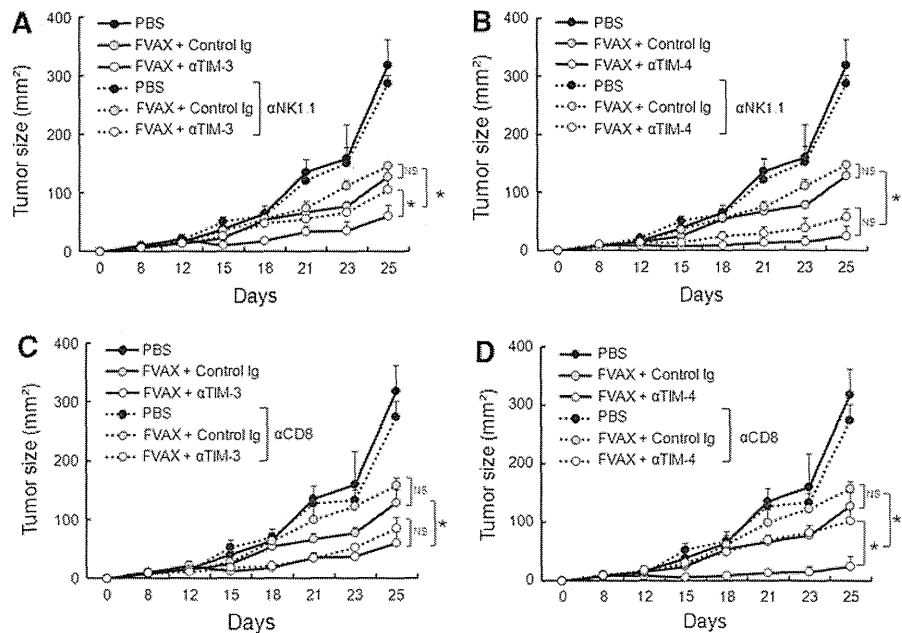 A
Tumor size (mm²)
400
300
200
100
0
PBS
FVAX + Control Ig
FVAX + αTIM-3
PBS
FVAX + Control Ig
FVAX + αTIM-3
αNK1.1
NS
*
*
0 8 12 15 18 21 23 25
Days
B
Tumor size (mm²)
400
300
200
100
0
PBS
FVAX + Control Ig
FVAX + αTIM-4
PBS
FVAX + Control Ig
FVAX + αTIM-4
αNK1.1
NS
NS
*
0 8 12 15 18 21 23 25
Days
C
Tumor size (mm²)
400
300
200
100
0
PBS
FVAX + Control Ig
FVAX + αTIM-3
PBS
FVAX + Control Ig
FVAX + αTIM-3
αCD8
NS
NS
*
0 8 12 15 18 21 23 25
Days
D
Tumor size (mm²)
400
300
200
100
0
PBS
FVAX + Control Ig
FVAX + αTIM-4
PBS
FVAX + Control Ig
FVAX + αTIM-4
αCD8
NS
*
*
0 8 12 15 18 21 23 25
Days